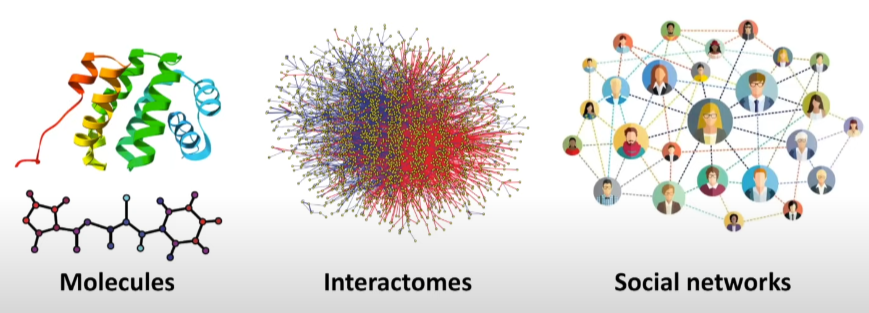 Molecules
Interactomes
Social networks